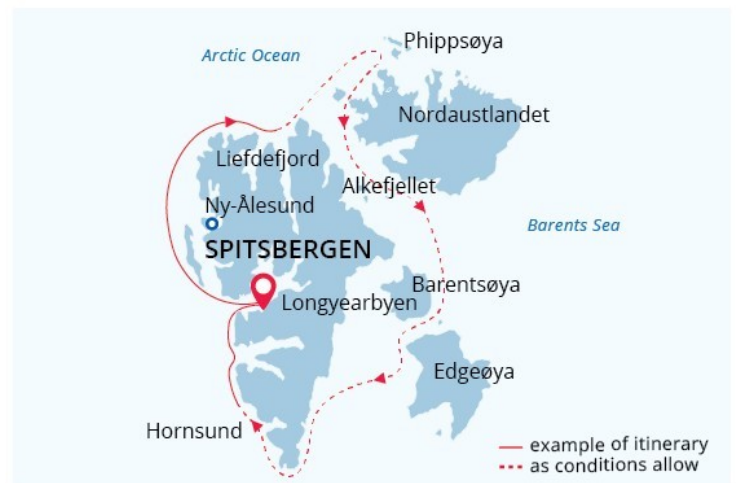 Phippsøya
Arctic Ocean
Nordaustlandet
Liefdefjord
Alkefjellet
Ny-Ålesund
Barents Sea
SPITSBERGEN
Barentsøya
Longyearbyen
Edgeøya
Hornsund
example of itinerary
as conditions allow